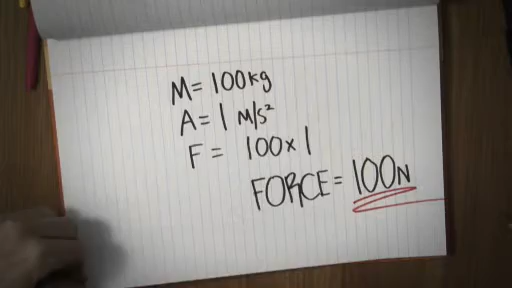 M= 100kg
A= 1 M/s²
F= 100x1
FORCE= 100N